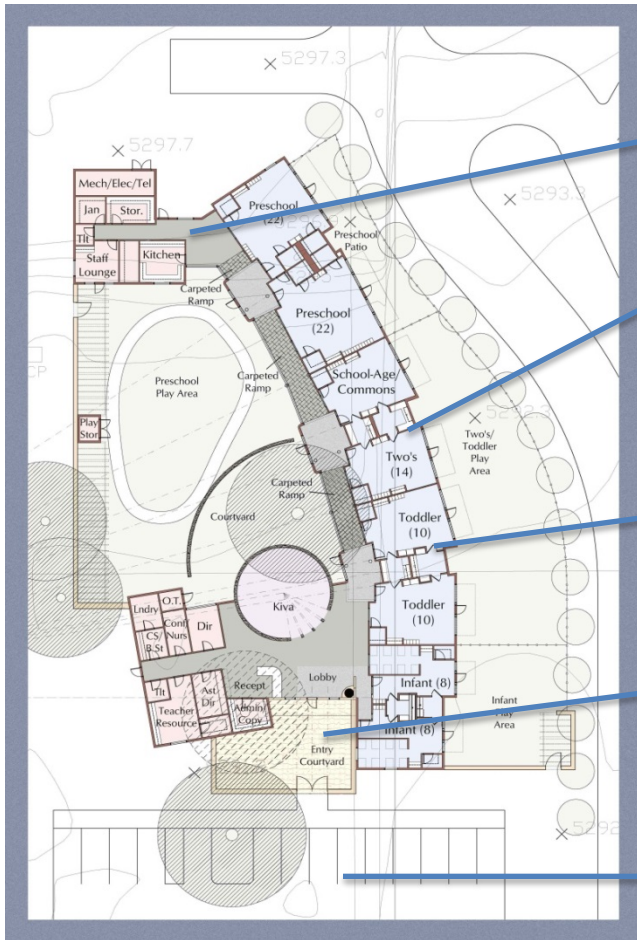 5297.3
5297.7
5293.3
Mech/Elec/Tel
Jan
Stor.
Tlt
Staff
Lounge
Kitchen
Preschool
(22)
Preschool
Patio
Carpeted
Ramp
Preschool
(22)
Carpeted
Ramp
School-Age/
Commons
Preschool
Play Area
CP
Play
Stor
Two's
(14)
Two's/
Toddler
Play
Area
Carpeted
Ramp
Courtyard
Toddler
(10)
Kiva
Toddler
(10)
Lndry
O.T.
Conf/
Nurs
CS/
B.St
Dir
Tlt
Teacher
Resource
Ast
Dir
Recept
Admin/
Copy
Lobby
Infant (8)
Infant (8)
Infant
Play
Area
Entry
Courtyard
5292